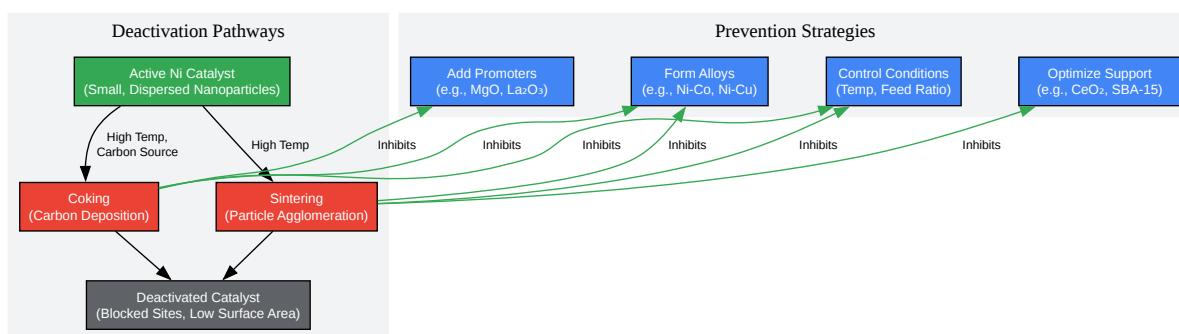 Deactivation Pathways
Prevention Strategies
Active Ni Catalyst
(Small, Dispersed Nanoparticles)
Add Promoters
(e.g., MgO, La₂O₃)
Form Alloys
(e.g., Ni-Co, Ni-Cu)
Control Conditions
(Temp, Feed Ratio)
Optimize Support
(e.g., CeO₂, SBA-15)
High Temp,
Carbon Source
High Temp
Inhibits
Inhibits
Inhibits
Inhibits
Inhibits
Inhibits
Coking
(Carbon Deposition)
Sintering
(Particle Agglomeration)
Deactivated Catalyst
(Blocked Sites, Low Surface Area)